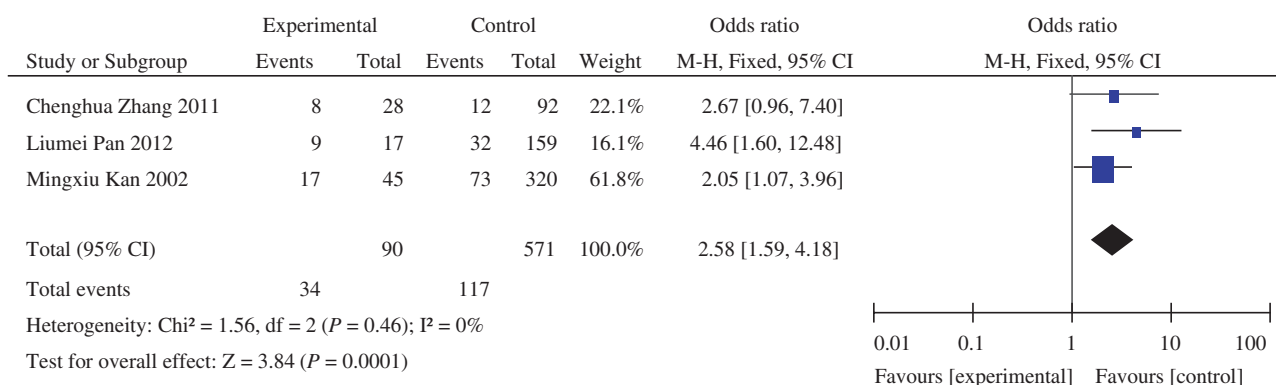 Experimental Control Odds ratio Odds ratio
Study or Subgroup Events Total Events Total Weight M-H, Fixed, 95% CI M-H, Fixed, 95% CI
Chenghua Zhang 2011 8 28 12 92 22.1% 2.67 [0.96, 7.40]
Liumei Pan 2012 9 17 32 159 16.1% 4.46 [1.60, 12.48]
Mingxiu Kan 2002 17 45 73 320 61.8% 2.05 [1.07, 3.96]
Total (95% CI) 90 571 100.0% 2.58 [1.59, 4.18]
Total events 34 117
Heterogeneity: Chi² = 1.56, df = 2 (P = 0.46); I² = 0%
Test for overall effect: Z = 3.84 (P = 0.0001)
0.01 0.1 1 10 100
Favours [experimental] Favours [control]